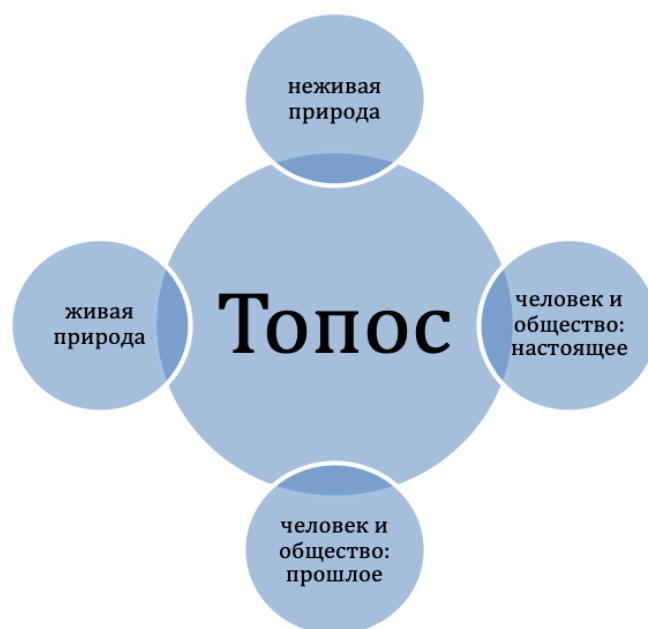 неживая
природа
живая
природа
Топос
человек и
общество:
настоящее
человек и
общество:
прошлое